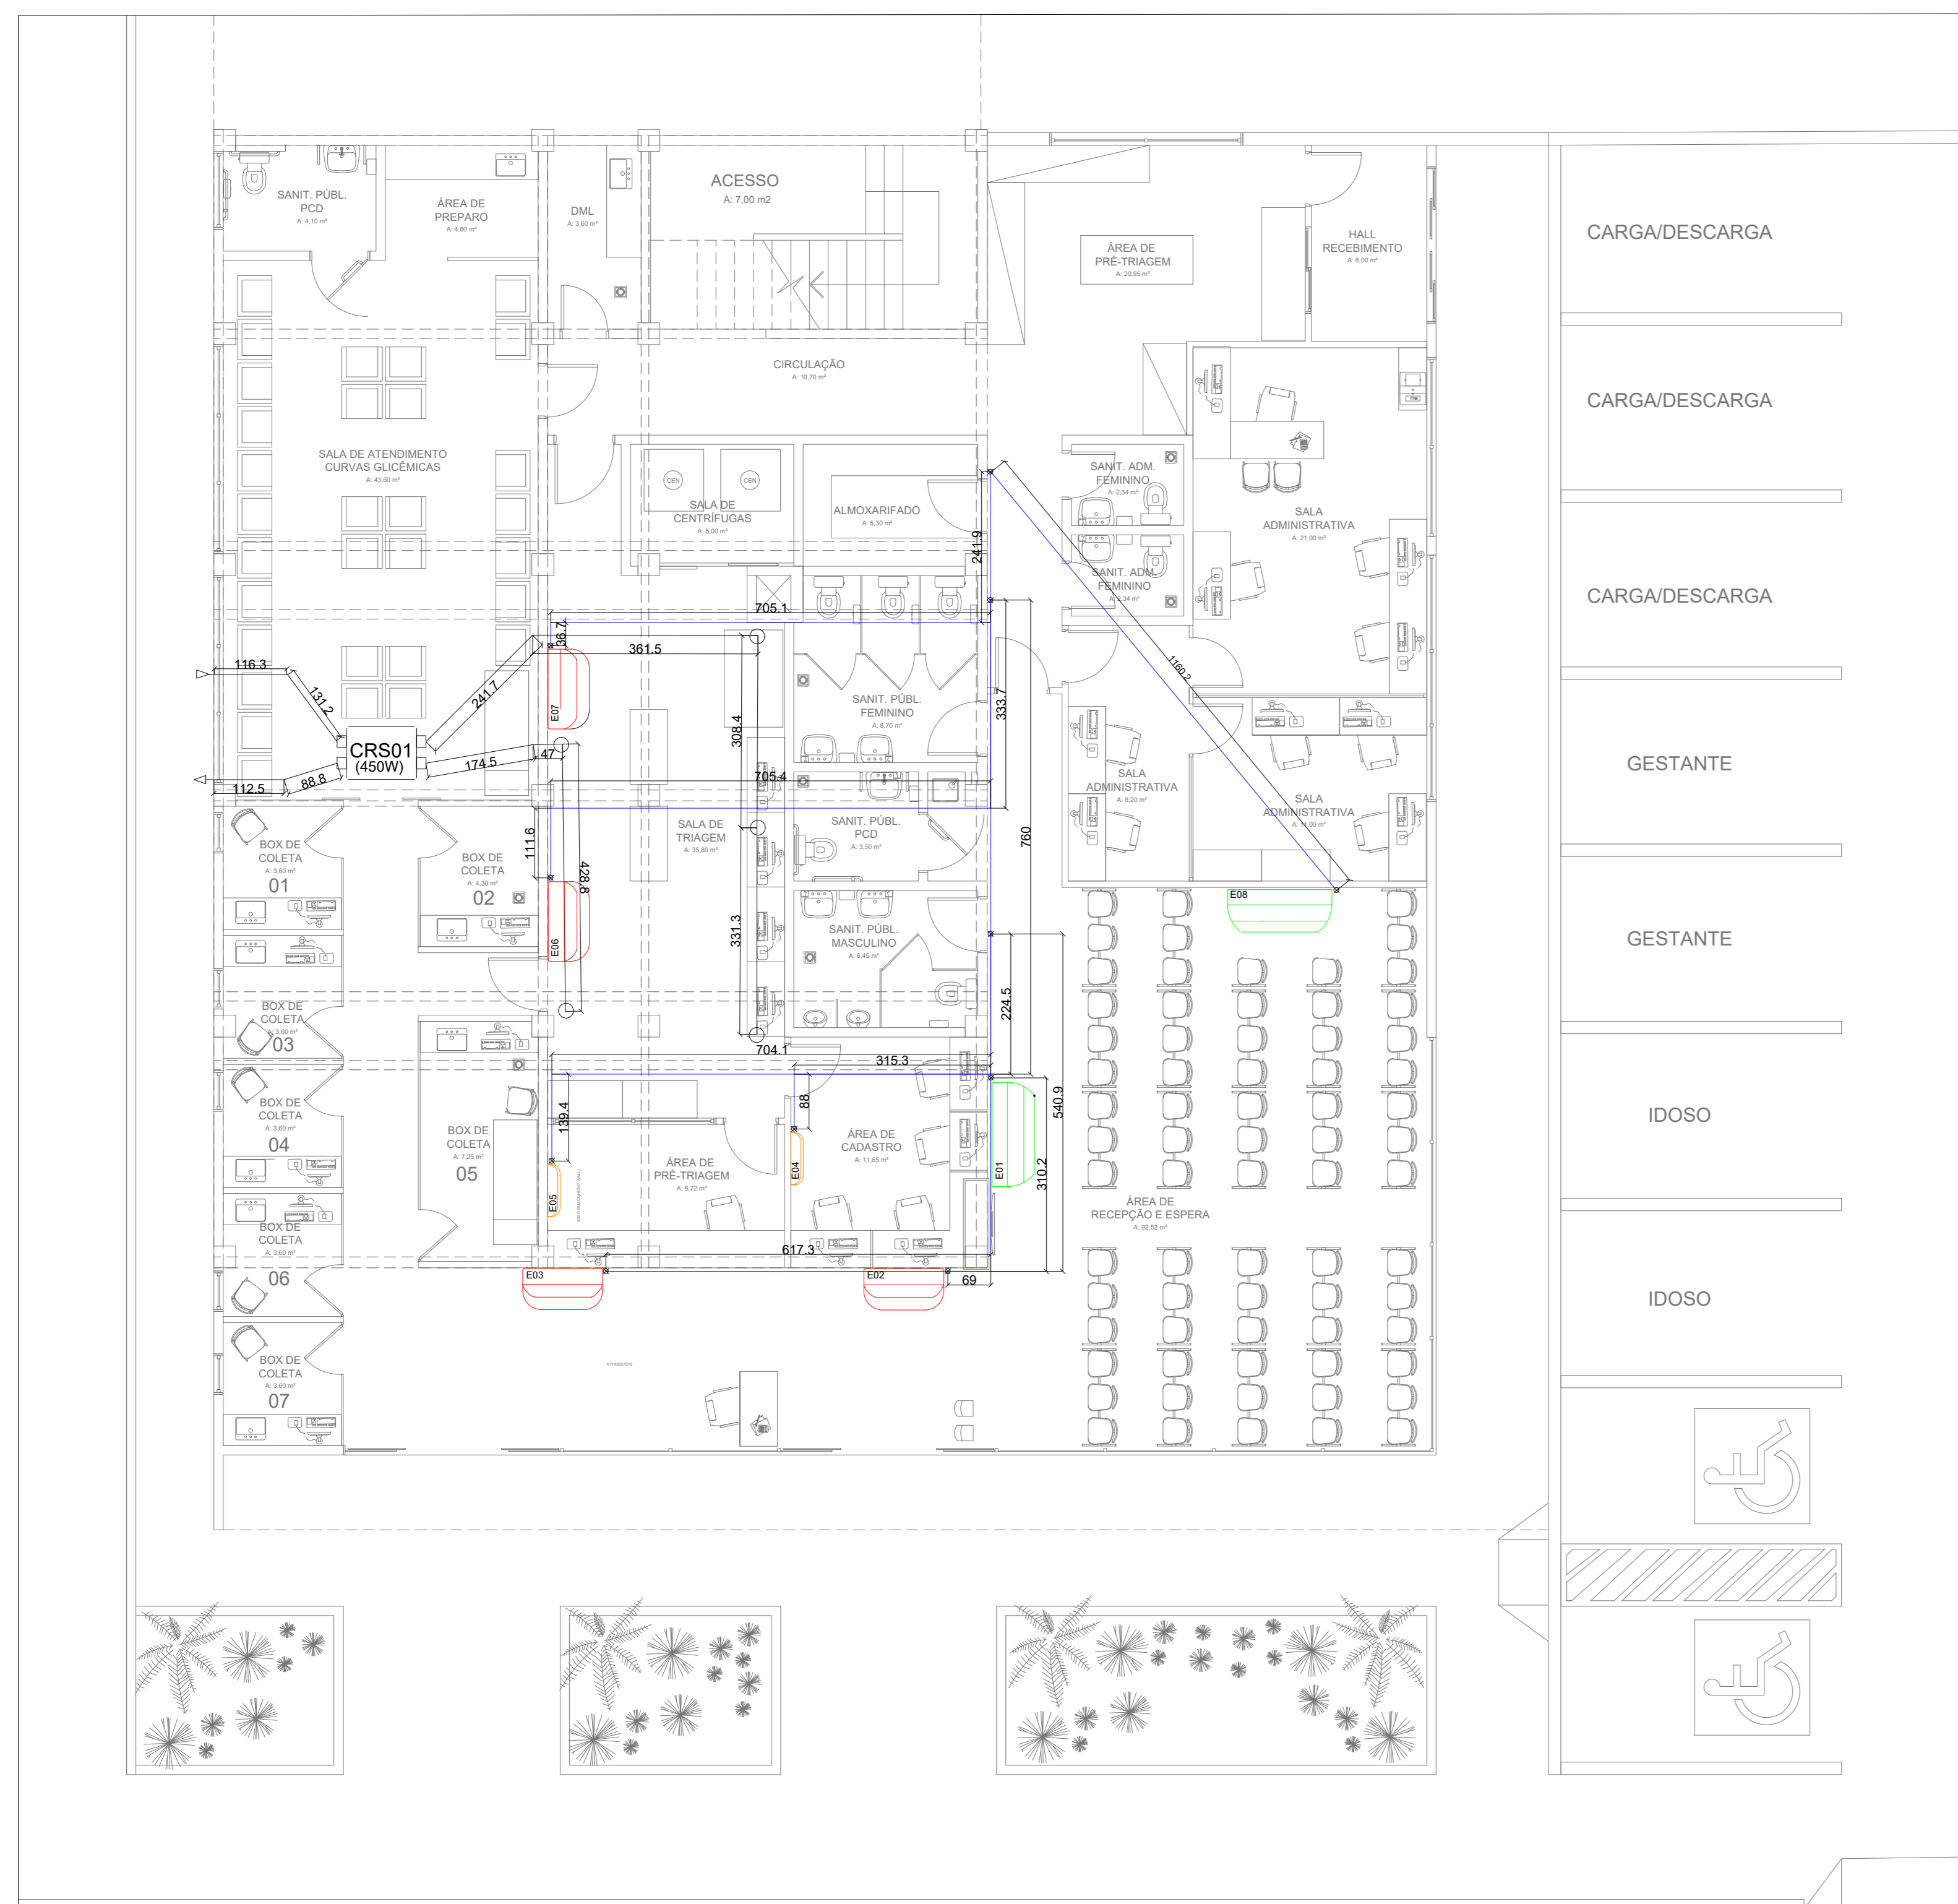 SANIT. PÚBL.
PCD
A: 4,10 m²
ÁREA DE
PREPARO
A: 4,60 m²
DML
A: 3,60 m²
ACESSO
A: 7,00 m2
ÁREA DE
PRÉ-TRIAGEM
A: 20,95 m²
HALL
RECEBIMENTO
A: 6,00 m²
CARGA/DESCARGA
CIRCULAÇÃO
A: 10,70 m²
CARGA/DESCARGA
SALA DE ATENDIMENTO
CURVAS GLICÊMICAS
A: 43,60 m²
CEN
CEN
SALA DE
CENTRÍFUGAS
A: 5,00 m²
ALMOXARIFADO
A: 5,30 m²
241.9
SANIT. ADM.
FEMININO
A: 2,34 m²
SALA
ADMINISTRATIVA
A: 21,00 m²
SANIT. ADM.
FEMININO
A: 2,34 m²
CARGA/DESCARGA
705.1
36.7
361.5
116.3
131.2
241.7
E07
308.4
SANIT. PÚBL.
FEMININO
A: 8,75 m²
333.7
1160.2
CRS01
(450W)
174.5
47
88.8
112.5
705.4
SALA
ADMINISTRATIVA
A: 8,20 m²
SALA
ADMINISTRATIVA
A: 11,00 m²
GESTANTE
BOX DE
COLETA
A: 3,60 m²
01
BOX DE
COLETA
A: 4,30 m²
02
111.6
428.8
E06
SALA DE
TRIAGEM
A: 35,80 m²
331.3
SANIT. PÚBL.
PCD
A: 3,50 m²
760
E08
SANIT. PÚBL.
MASCULINO
A: 6,45 m²
GESTANTE
224.5
BOX DE
COLETA
A: 3,60 m²
03
704.1
315.3
BOX DE
COLETA
A: 3,60 m²
04
BOX DE
COLETA
A: 7,25 m²
05
139.4
88
E05
ÁREA DE
PRÉ-TRIAGEM
A: 8,72 m²
E04
ÁREA DE
CADASTRO
A: 11,65 m²
E01
540.9
310.2
IDOSO
ÁREA DE
RECEPÇÃO E ESPERA
A: 92,52 m²
BOX DE
COLETA
A: 3,60 m²
06
617.3
E03
E02
69
IDOSO
BOX DE
COLETA
A: 3,60 m²
07